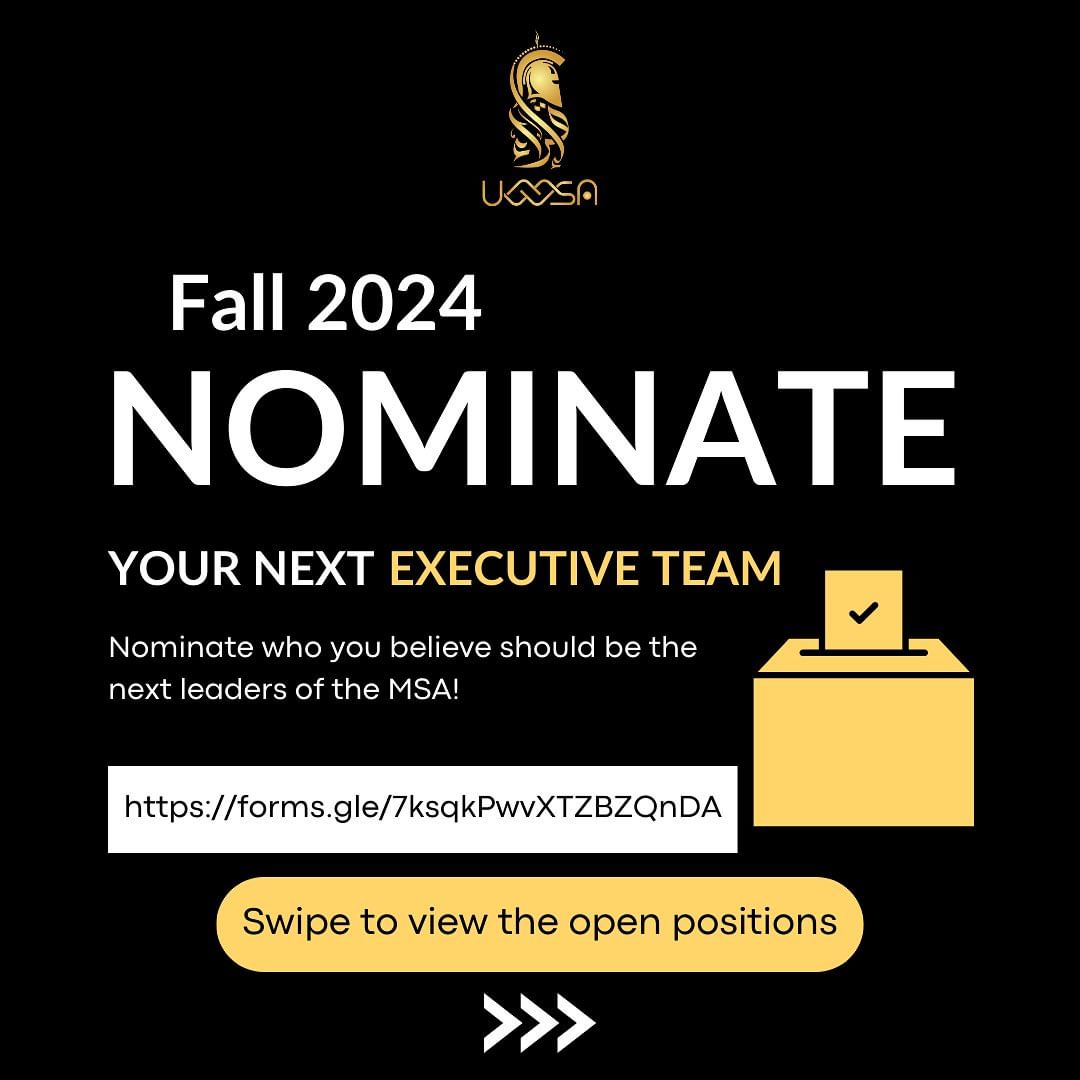 Fall 2024
NOMINATE
YOUR NEXT EXECUTIVE TEAM
Nominate who you believe should be the
next leaders of the MSA!
https://forms.gle/7ksqkPwvXTZBZQnDA
Swipe to view the open positions